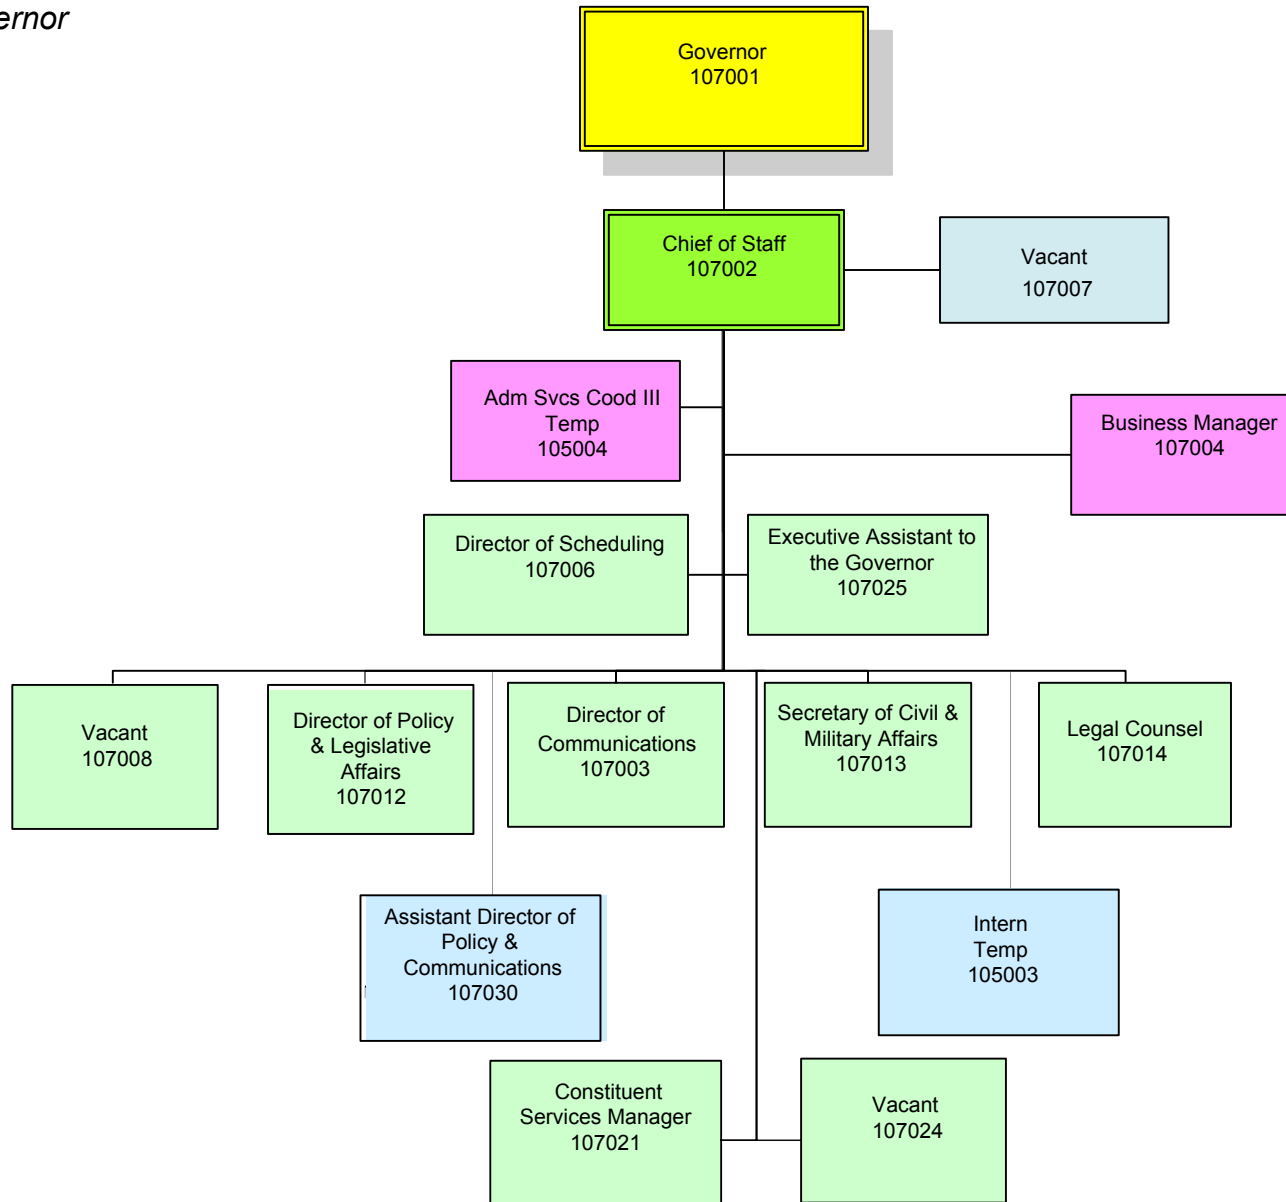 ernor
Governor
107001
Chief of Staff
107002
Vacant
107007
Adm Svcs Cood III
Temp
105004
Business Manager
107004
Director of Scheduling
107006
Executive Assistant to
the Governor
107025
Vacant
107008
Director of Policy
& Legislative
Affairs
107012
Director of
Communications
107003
Secretary of Civil &
Military Affairs
107013
Legal Counsel
107014
Assistant Director of
Policy &
Communications
107030
Intern
Temp
105003
Constituent
Services Manager
107021
Vacant
107024